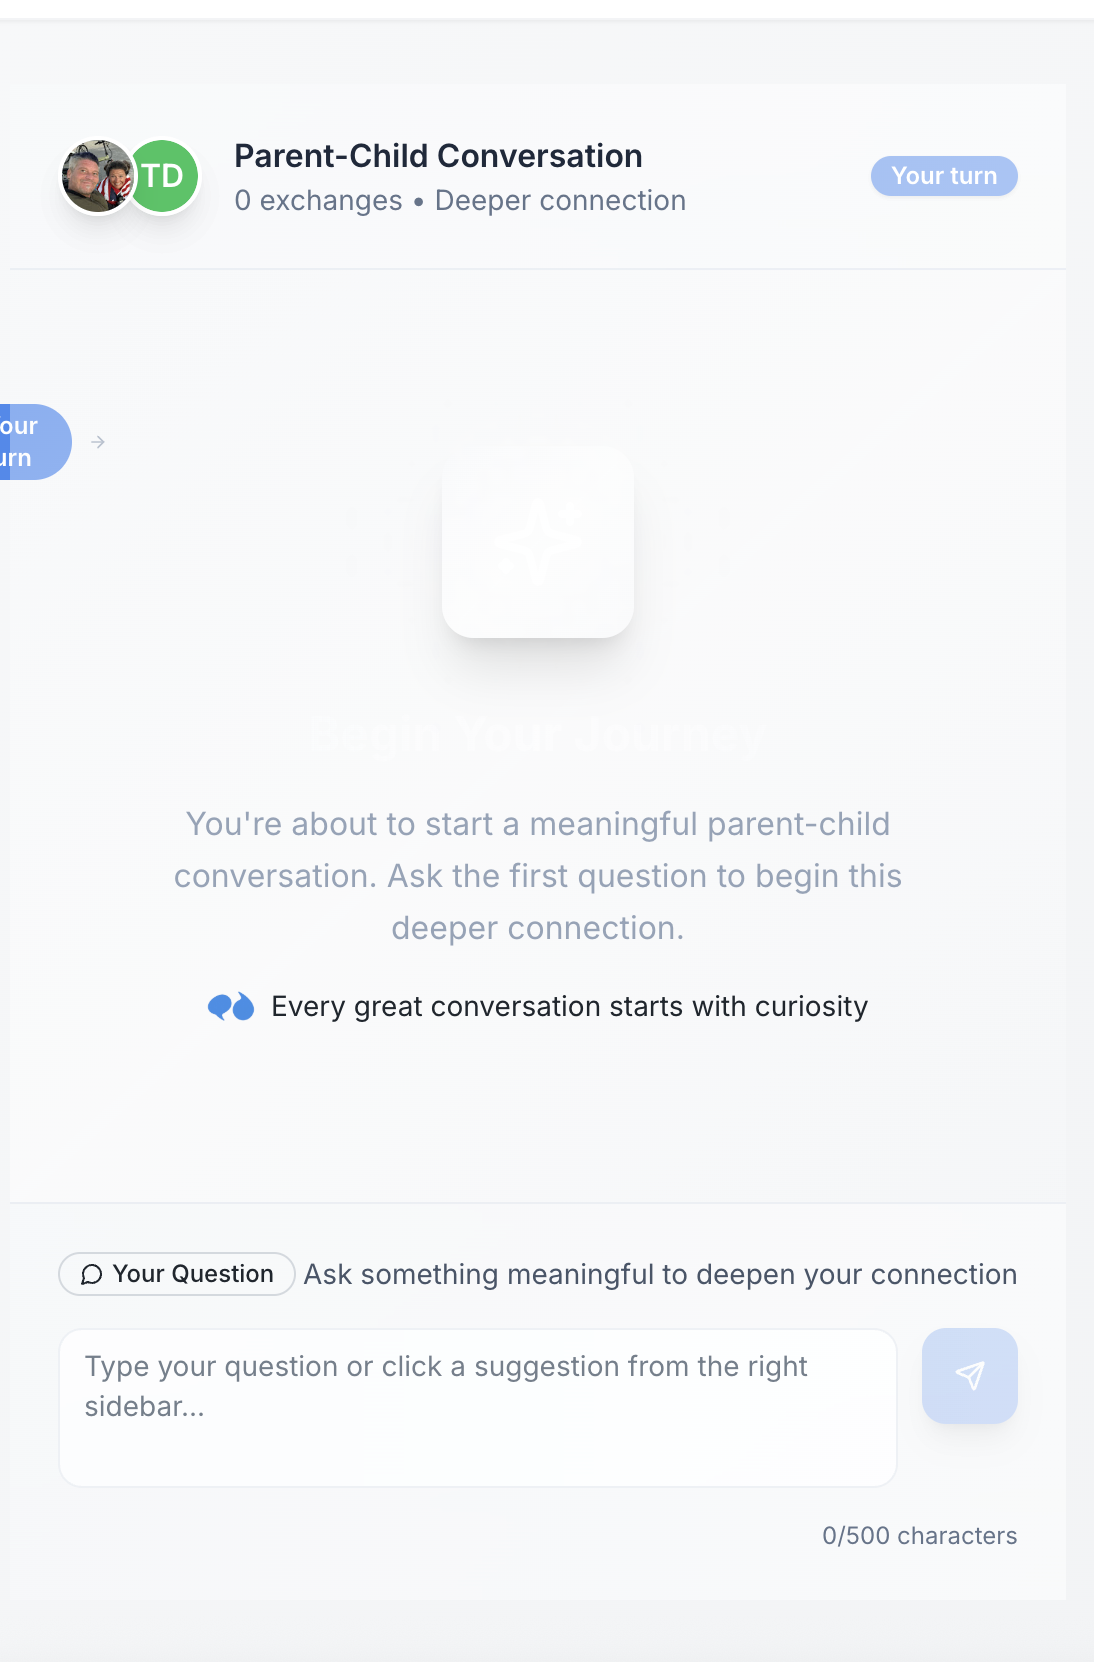 TD
Parent-Child Conversation
0 exchanges • Deeper connection
Your turn
our
urn
Begin Your Journey
You're about to start a meaningful parent-child
conversation. Ask the first question to begin this
deeper connection.
Every great conversation starts with curiosity
Your Question
Ask something meaningful to deepen your connection
Type your question or click a suggestion from the right
sidebar...
0/500 characters